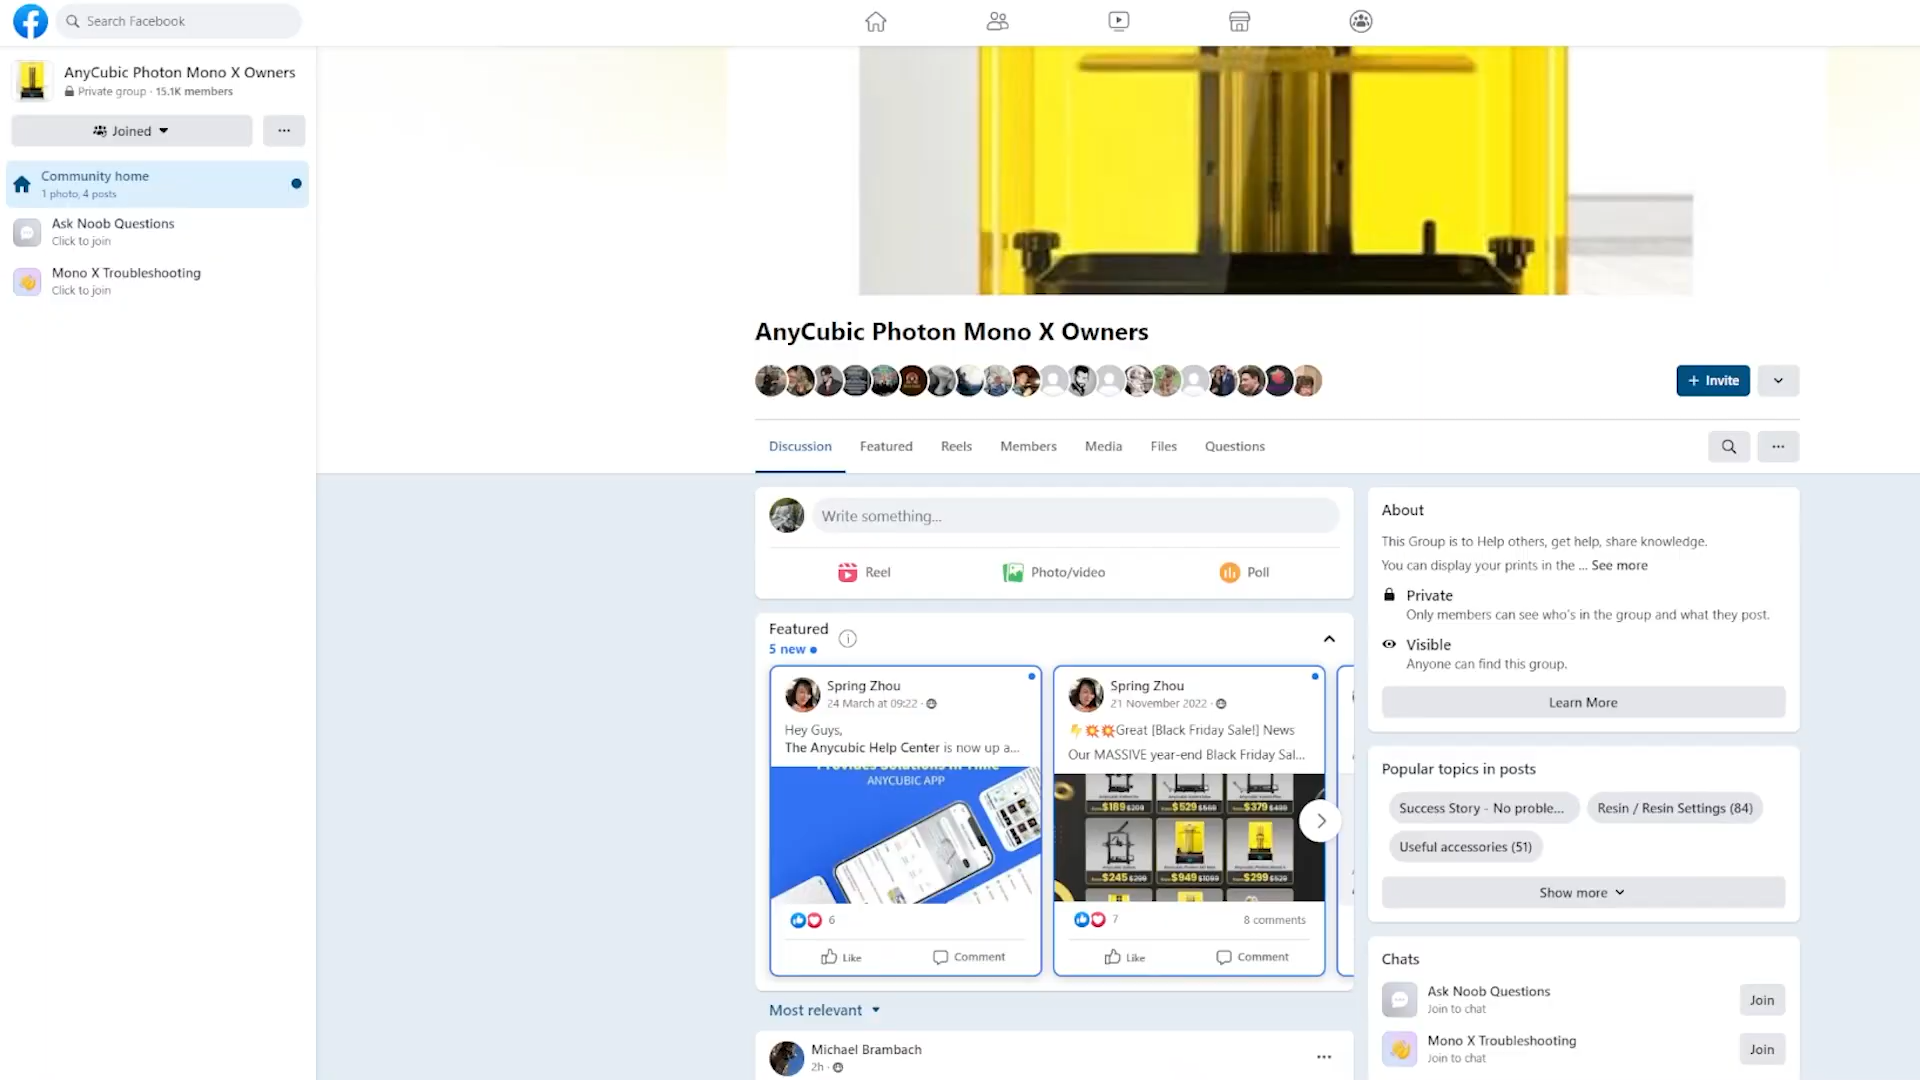 Search Facebook
AnyCubic Photon Mono X Owners
Private group · 15.1K members
Joined
Community home
1 photo, 4 posts
Ask Noob Questions
Click to join
Mono X Troubleshooting
Click to join
AnyCubic Photon Mono X Owners
+ Invite
Discussion
Featured
Reels
Members
Media
Files
Questions
Write something...
Reel
Photo/video
Poll
Featured
5 new
Spring Zhou
24 March at 09:22 ·
Hey Guys,
The Anycubic Help Center is now up a...
Provides Solutions In Time
ANYCUBIC APP
6
Like
Comment
Spring Zhou
21 November 2022 ·
⚡💥💥Great [Black Friday Sale!] News
Our MASSIVE year-end Black Friday Sal...
$189 $529 $379
$245 $299 $949 $1099 $299 $529
7
8 comments
Like
Comment
Most relevant
Michael Brambach
2h ·
About
This Group is to Help others, get help, share knowledge.
You can display your prints in the ... See more
Private
Only members can see who's in the group and what they post.
Visible
Anyone can find this group.
Learn More
Popular topics in posts
Success Story - No proble...
Resin / Resin Settings (84)
Useful accessories (51)
Show more
Chats
Ask Noob Questions
Join to chat
Join
Mono X Troubleshooting
Join to chat
Join